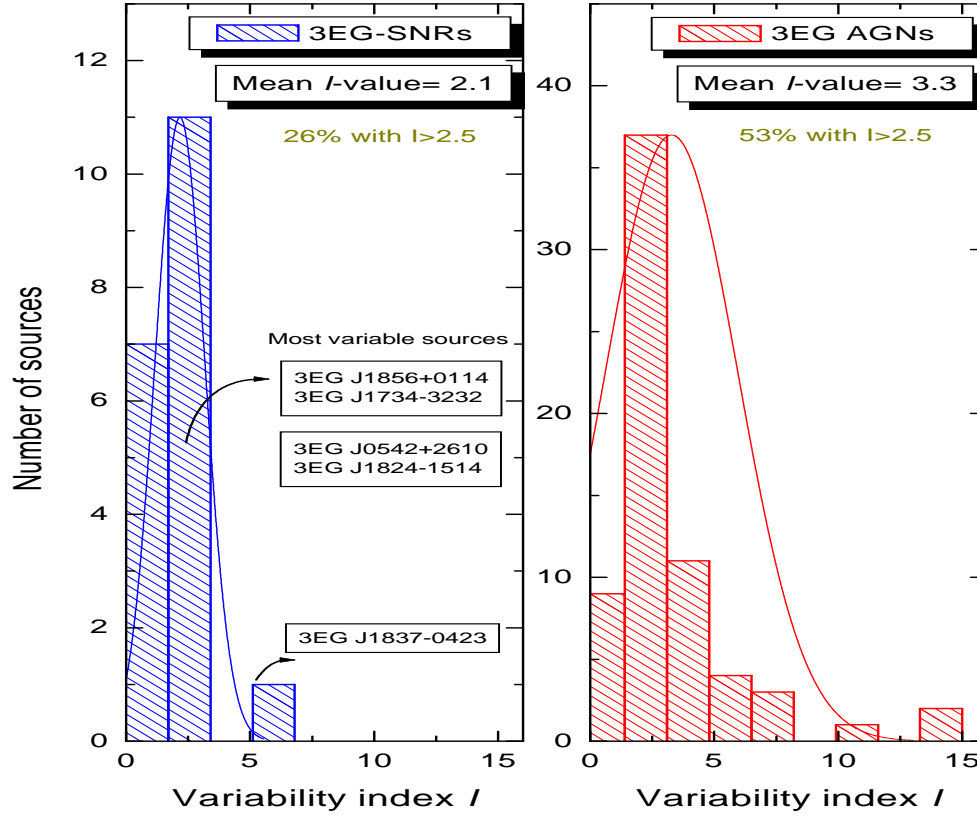 3EG-SNRs
Mean I-value= 2.1
26% with I>2.5
Most variable sources
3EG J1856+0114
3EG J1734-3232
3EG J0542+2610
3EG J1824-1514
3EG J1837-0423
Number of sources
12
10
8
6
4
2
0
0
5
10
15
Variability index I
3EG AGNs
Mean I-value= 3.3
53% with I>2.5
40
30
20
10
0
0
5
10
15
Variability index I